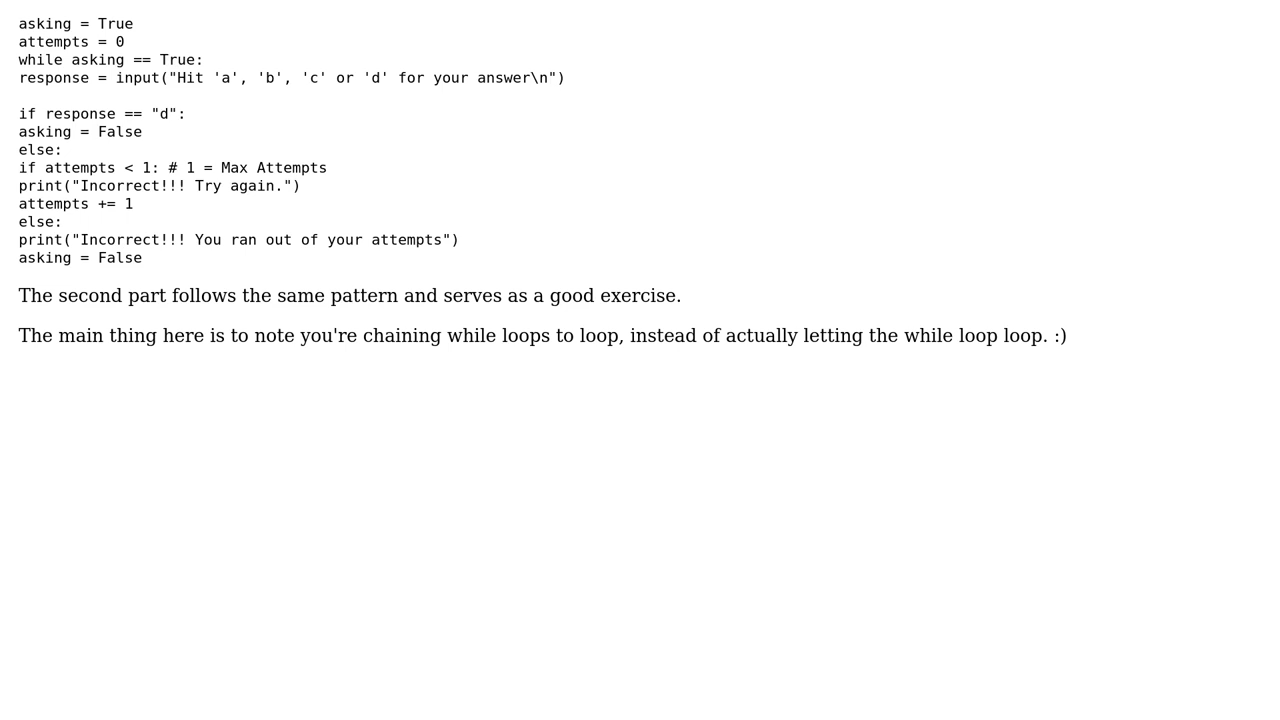 asking = True
attempts = 0
while asking == True:
response = input("Hit 'a', 'b', 'c' or 'd' for your answer\n")
if response == "d":
asking = False
else:
if attempts < 1: # 1 = Max Attempts
print("Incorrect!!! Try again.")
attempts += 1
else:
print("Incorrect!!! You ran out of your attempts")
asking = False
The second part follows the same pattern and serves as a good exercise.
The main thing here is to note you're chaining while loops to loop, instead of actually letting the while loop loop. :)